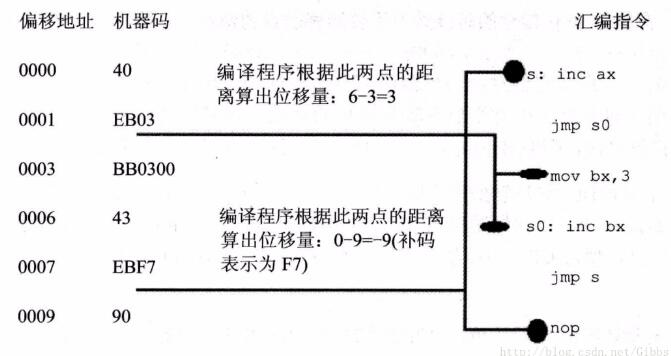 偏移地址 机器码 汇编指令
0000 40 编译程序根据此两点的距 s: inc ax
离算出位移量：6-3=3
0001 EB03 jmp s0
0003 BB0300 mov bx,3
0006 43 编译程序根据此两点的距离 s0: inc bx
算出位移量：0-9=-9(补码
0007 EBF7 表示为 F7) jmp s
0009 90 nop
http://blog.csdn.net/Gibbs